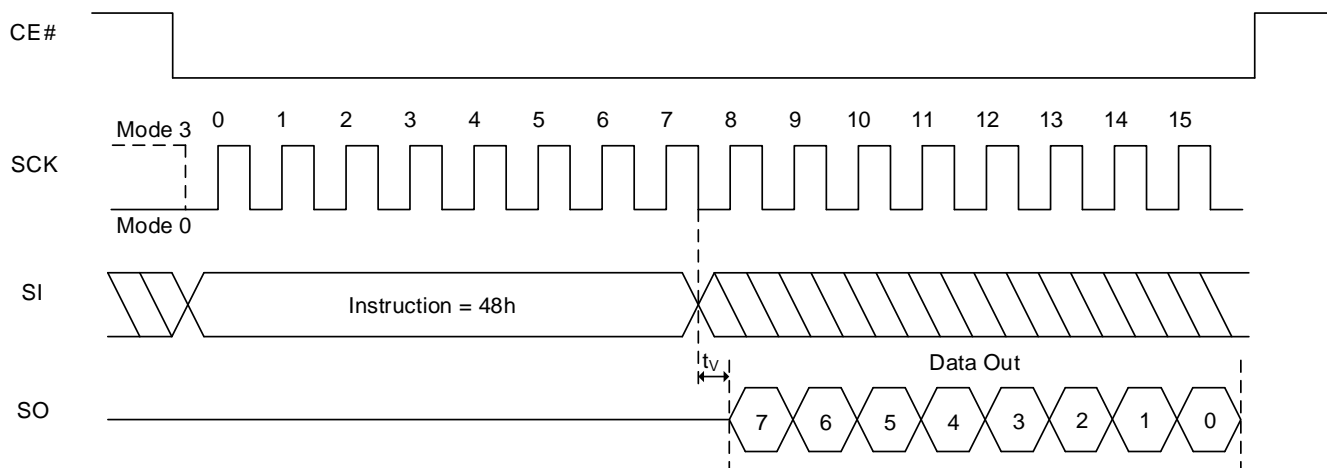 CE#
Mode 3
0 1 2 3 4 5 6 7 8 9 10 11 12 13 14 15
SCK
Mode 0
SI
Instruction = 48h
tV
Data Out
SO
7 6 5 4 3 2 1 0